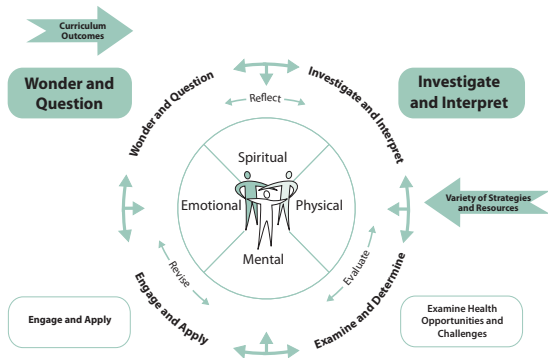 Curriculum
Outcomes
Wonder and
Question
Investigate
and Interpret
Wonder and Question
Investigate and Interpret
Reflect
Spiritual
Emotional
Physical
Mental
Variety of Strategies
and Resources
Revise
Evaluate
Engage and Apply
Examine and Determine
Engage and Apply
Examine Health
Opportunities and
Challenges